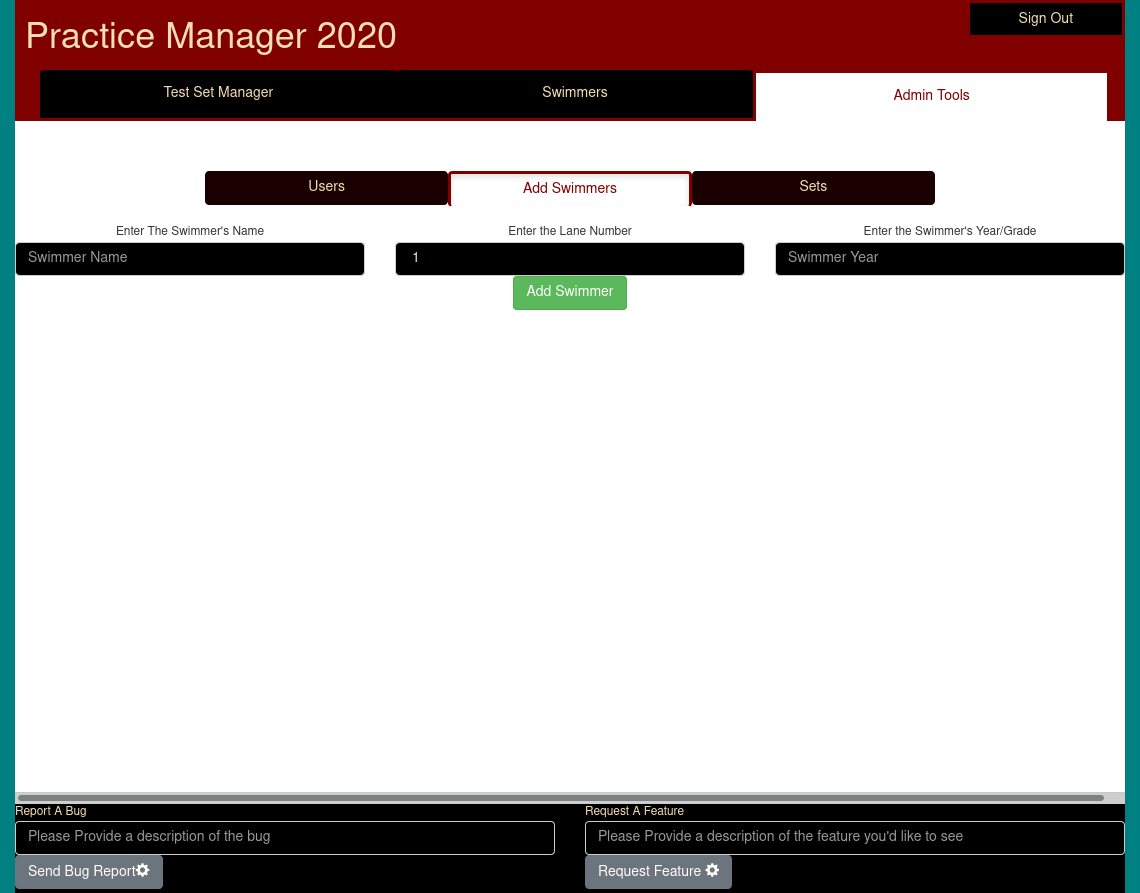 Practice Manager 2020
Sign Out
Test Set Manager
Swimmers
Admin Tools
Users
Add Swimmers
Sets
Enter The Swimmer's Name
Enter the Lane Number
Enter the Swimmer's Year/Grade
Swimmer Name
1
Swimmer Year
Add Swimmer
Report A Bug
Request A Feature
Please Provide a description of the bug
Please Provide a description of the feature you'd like to see
Send Bug Report
Request Feature